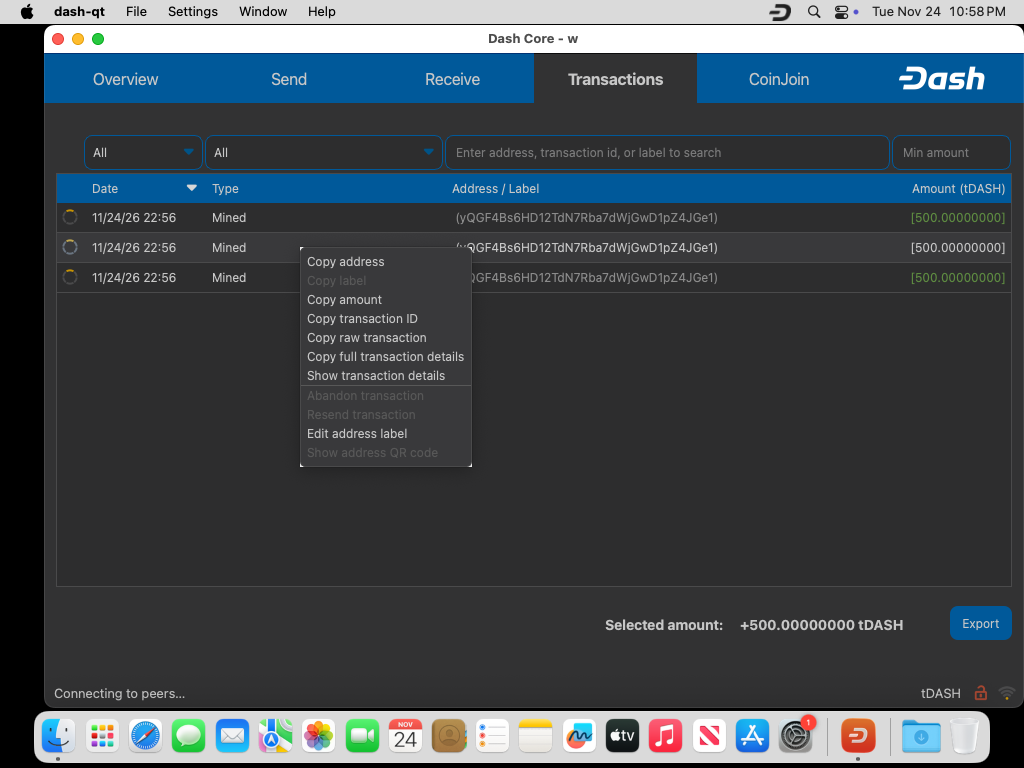 dash-qt File Settings Window Help Tue Nov 24 10:58 PM
Dash Core - w
Overview Send Receive Transactions CoinJoin Dash
All All Enter address, transaction id, or label to search Min amount
Date Type Address / Label Amount (tDASH)
11/24/26 22:56 Mined (yQGF4Bs6HD12TdN7Rba7dWjGwD1pZ4JGe1) [500.00000000]
11/24/26 22:56 Mined (yQGF4Bs6HD12TdN7Rba7dWjGwD1pZ4JGe1) [500.00000000]
11/24/26 22:56 Mined QGF4Bs6HD12TdN7Rba7dWjGwD1pZ4JGe1) [500.00000000]
Copy address
Copy label
Copy amount
Copy transaction ID
Copy raw transaction
Copy full transaction details
Show transaction details
Abandon transaction
Resend transaction
Edit address label
Show address QR code
Selected amount: +500.00000000 tDASH Export
Connecting to peers... tDASH
NOV
24
tv
1